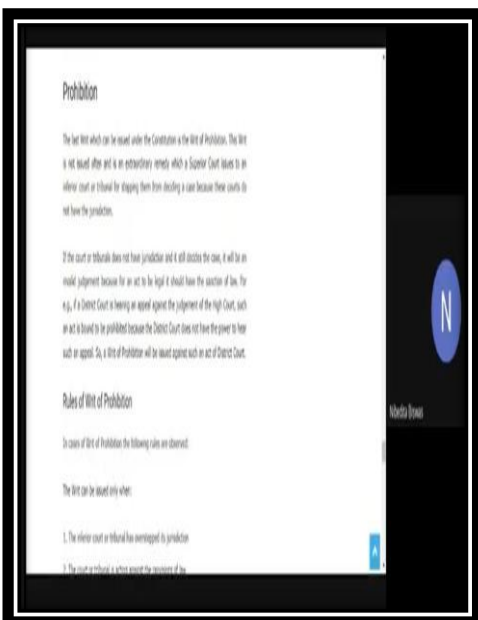 Prohibition
The last Writ which can be issued under the Constitution is the Writ of Prohibition. This Writ
is not issued often and is an extraordinary remedy which a Superior Court issues to an
inferior court or tribunal for stopping them from deciding a case because these courts do
not have the jurisdiction.
If the court or tribunals does not have jurisdiction and it still decides the case, it will be an
invalid judgement because for an act to be legal it should have the sanction of law. For
e.g., if a District Court is hearing an appeal against the judgement of the High Court, such
an act is bound to be prohibited because the District Court does not have the power to hear
such an appeal. So, a Writ of Prohibition will be issued against such an act of District Court.
Rules of Writ of Prohibition
In cases of Writ of Prohibition the following rules are observed:
The Writ can be issued only when:
1. The inferior court or tribunal has overstepped its jurisdiction
2. The court or tribunal is acting against the provisions of law
N
Nibedita Biswas